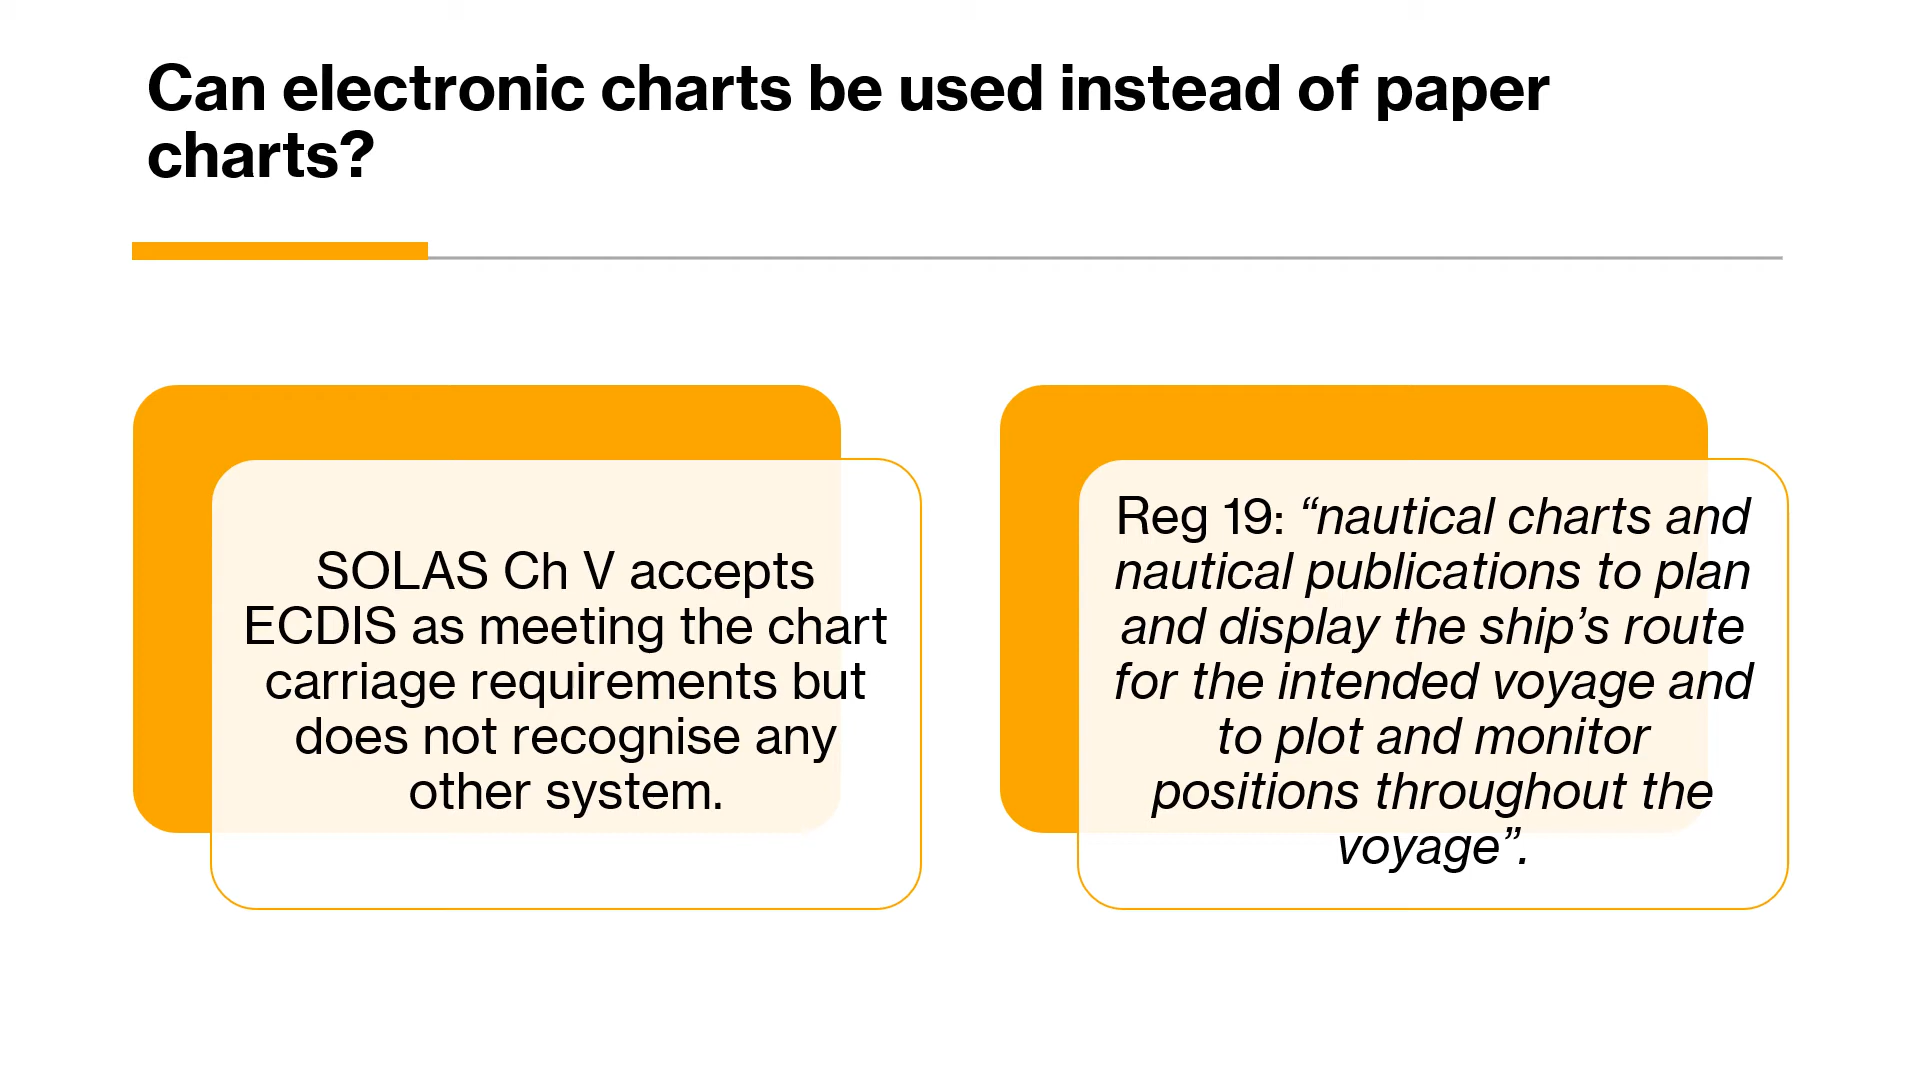 Can electronic charts be used instead of paper
charts?
SOLAS Ch V accepts
ECDIS as meeting the chart
carriage requirements but
does not recognise any
other system.
Reg 19: “nautical charts and
nautical publications to plan
and display the ship’s route
for the intended voyage and
to plot and monitor
positions throughout the
voyage”.